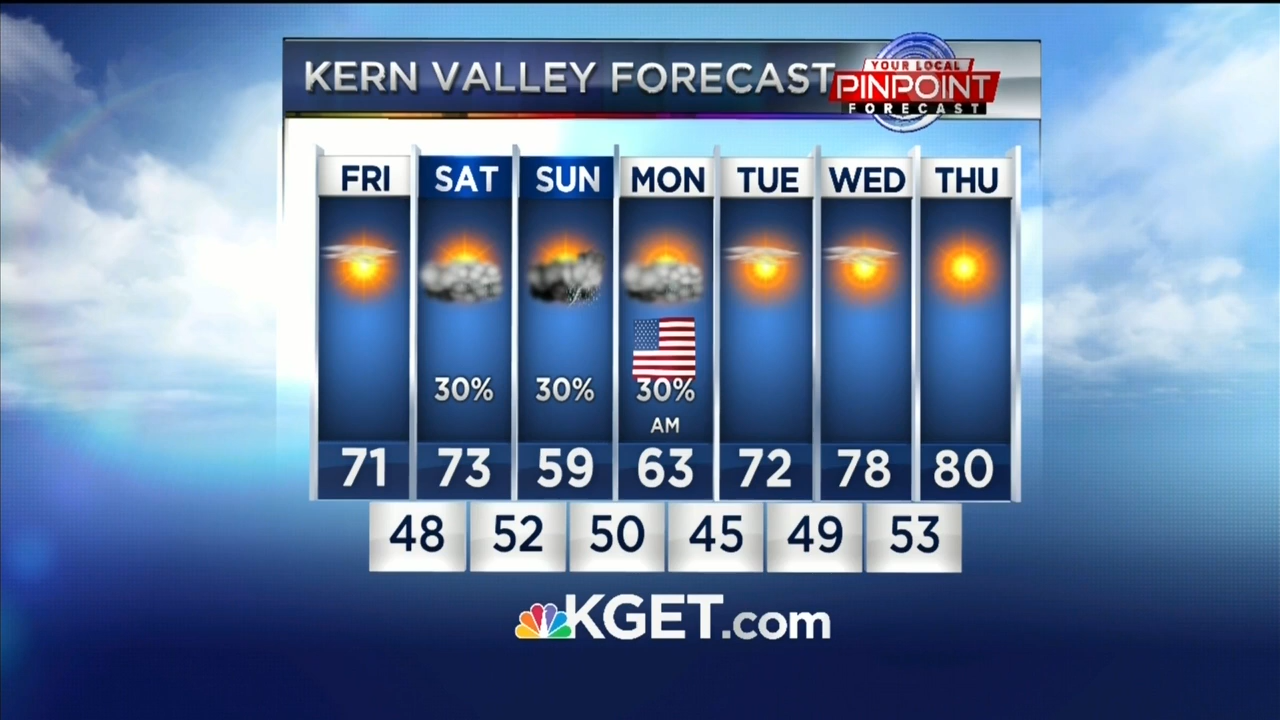 KERN VALLEY FORECAST
YOUR LOCAL
PINPOINT
FORECAST
FRI SAT SUN MON TUE WED THU
30% 30% 30%
AM
71 73 59 63 72 78 80
48 52 50 45 49 53
KGET.com